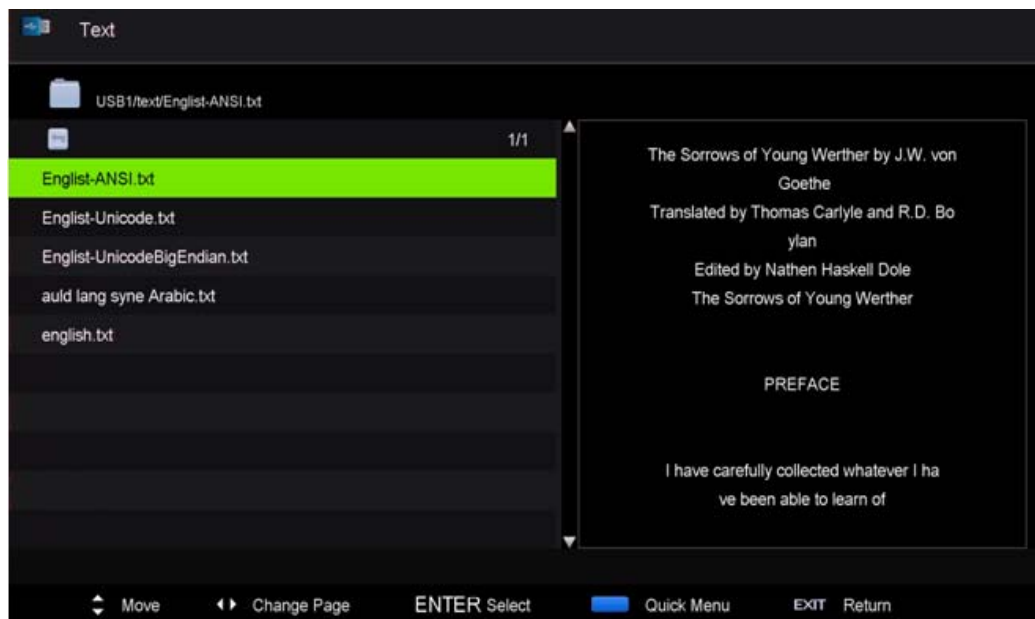 Text
USB1/text/Englist-ANSI.txt
1/1
Englist-ANSI.txt
Englist-Unicode.txt
Englist-UnicodeBigEndian.txt
auld lang syne Arabic.txt
english.txt
The Sorrows of Young Werther by J.W. von
Goethe
Translated by Thomas Carlyle and R.D. Bo
ylan
Edited by Nathen Haskell Dole
The Sorrows of Young Werther
PREFACE
I have carefully collected whatever I ha
ve been able to learn of
Move Change Page ENTER Select Quick Menu EXIT Return